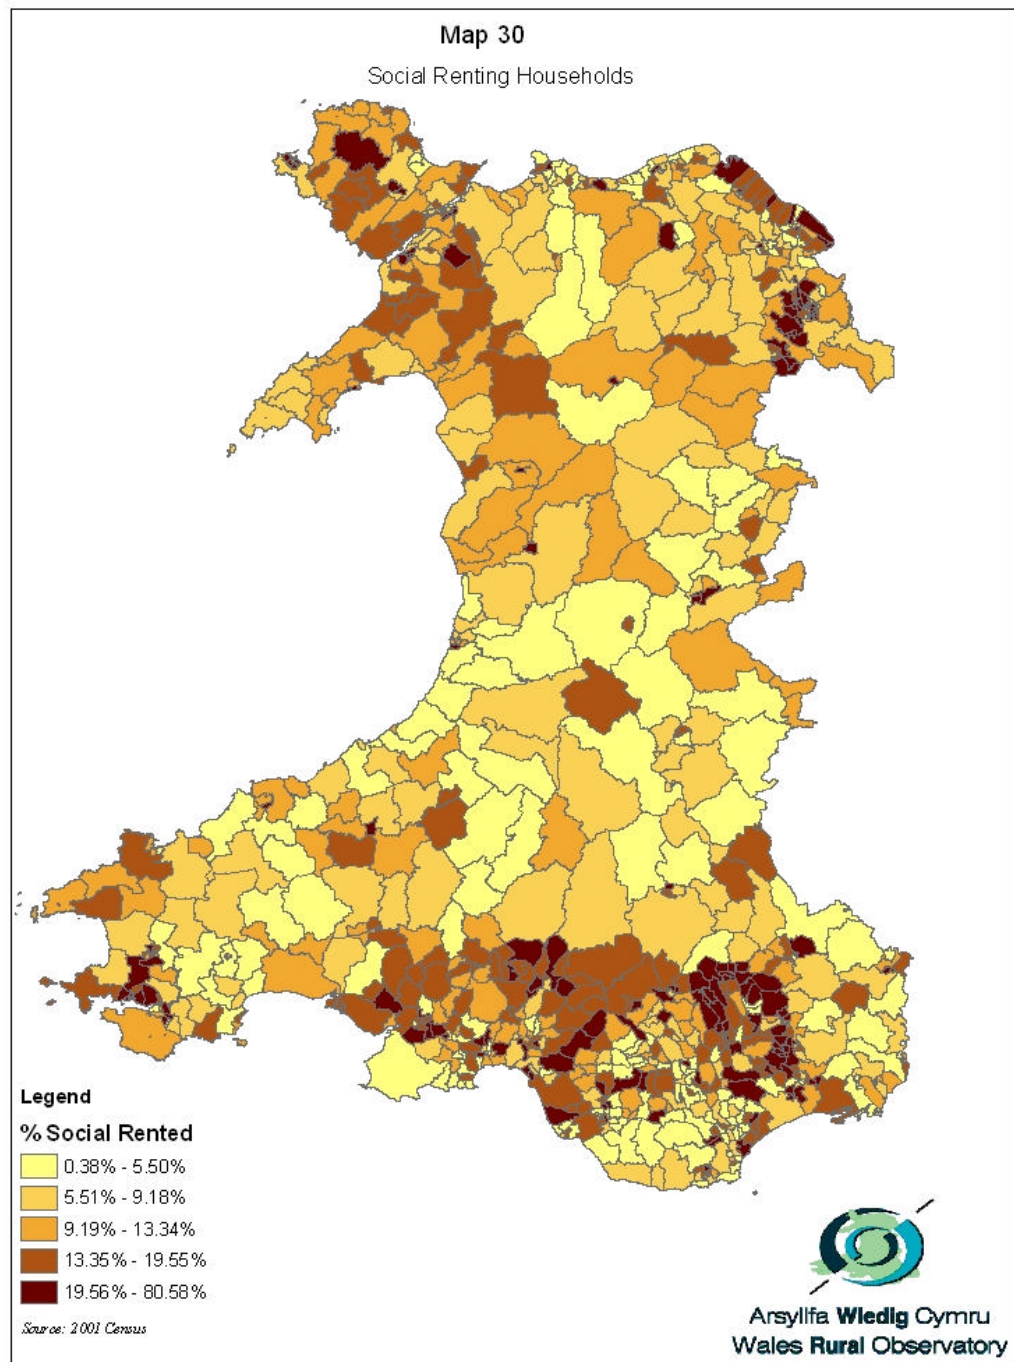 Map 30
Social Renting Households
Legend
% Social Rented
0.38% - 5.50%
5.51% - 9.18%
9.19% - 13.34%
13.35% - 19.55%
19.56% - 80.58%
Source: 2001 Census
Arsyllfa Wledig Cymru
Wales Rural Observatory